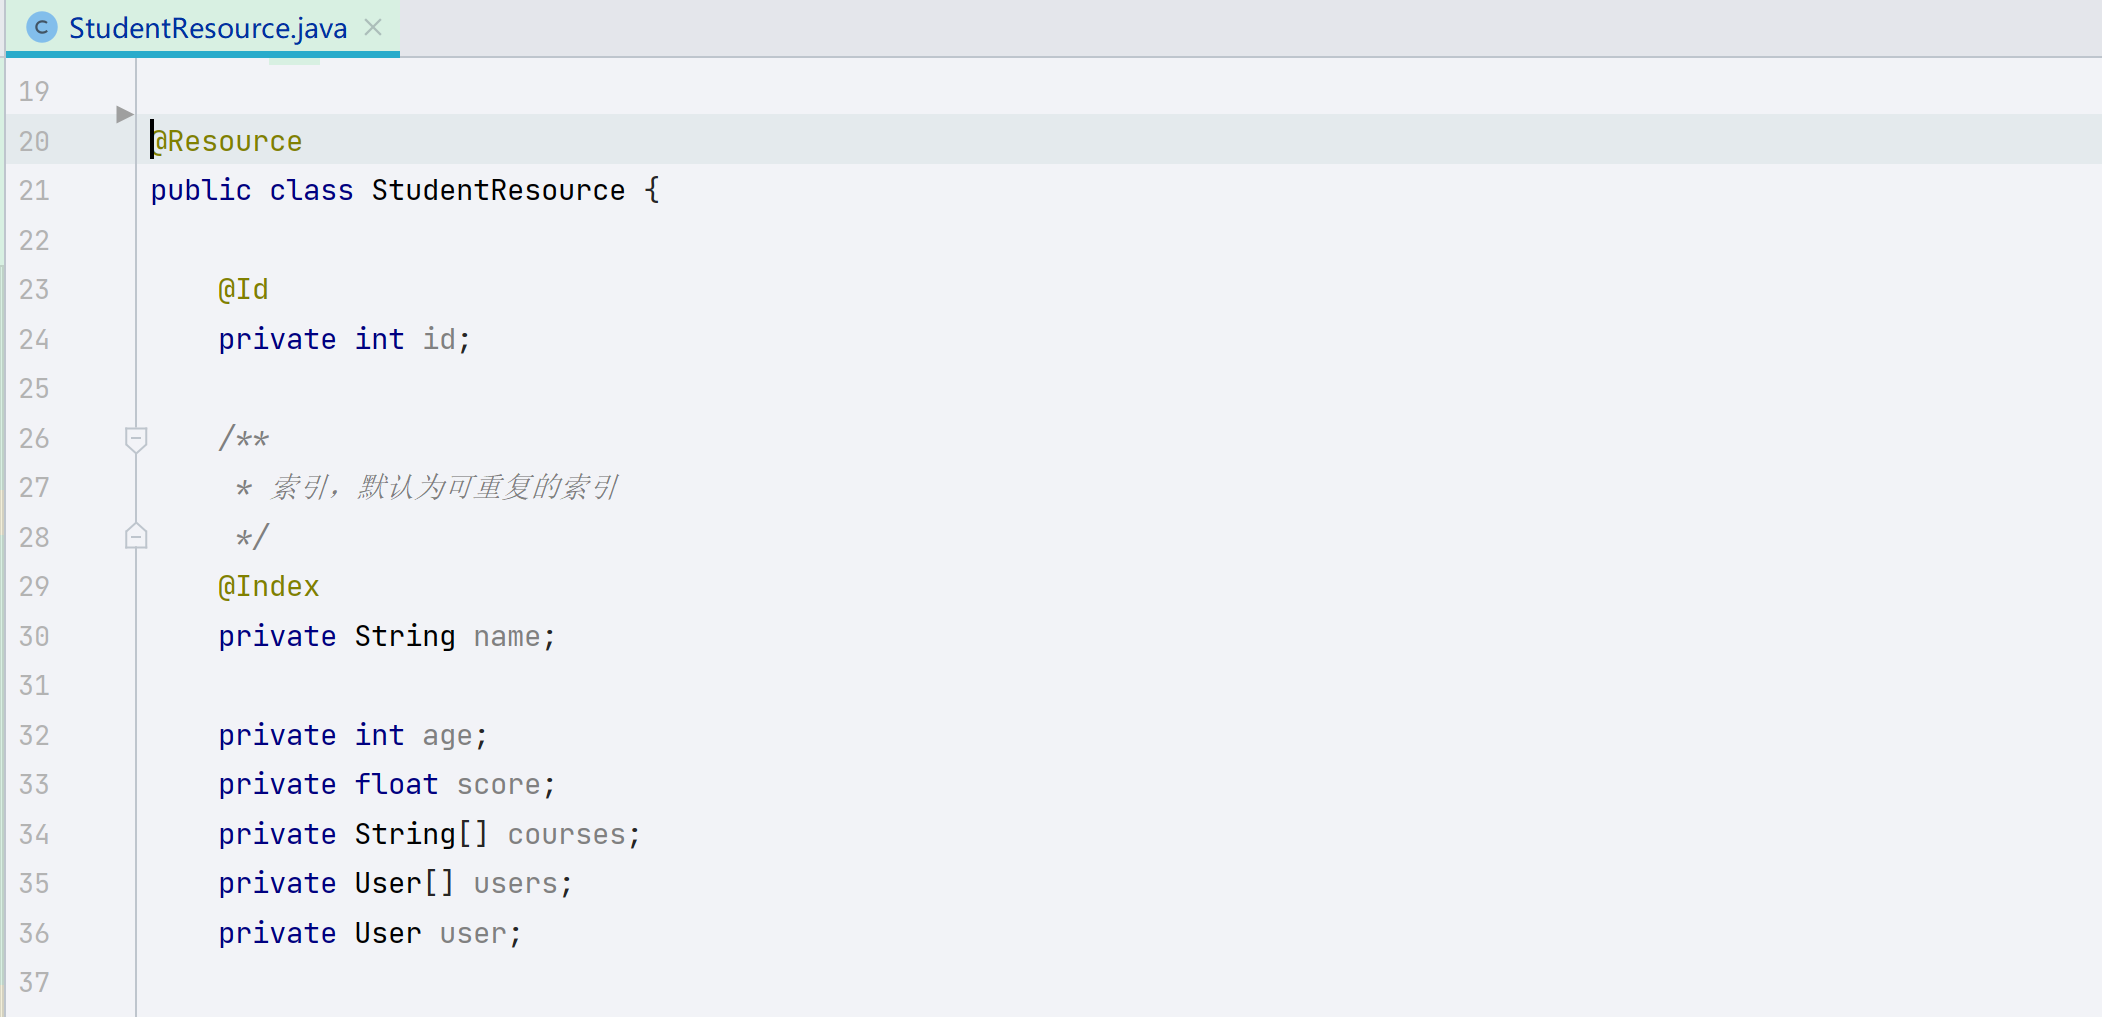 StudentResource.java
19
20 @Resource
21 public class StudentResource {
22
23 @Id
24 private int id;
25
26 /**
27 * 索引，默认为可重复的索引
28 */
29 @Index
30 private String name;
31
32 private int age;
33 private float score;
34 private String[] courses;
35 private User[] users;
36 private User user;
37